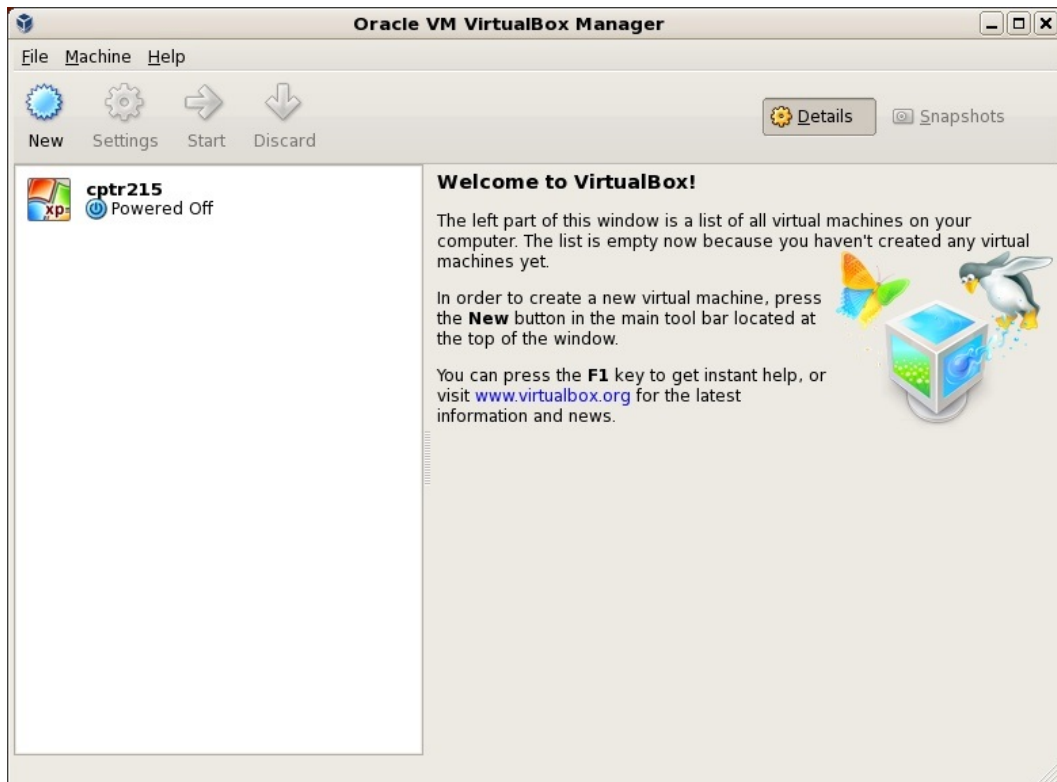 Oracle VM VirtualBox Manager
File Machine Help
New Settings Start Discard
Details Snapshots
cptr215
Powered Off
xp
Welcome to VirtualBox!
The left part of this window is a list of all virtual machines on your
computer. The list is empty now because you haven't created any virtual
machines yet.
In order to create a new virtual machine, press
the New button in the main tool bar located at
the top of the window.
You can press the F1 key to get instant help, or
visit www.virtualbox.org for the latest
information and news.